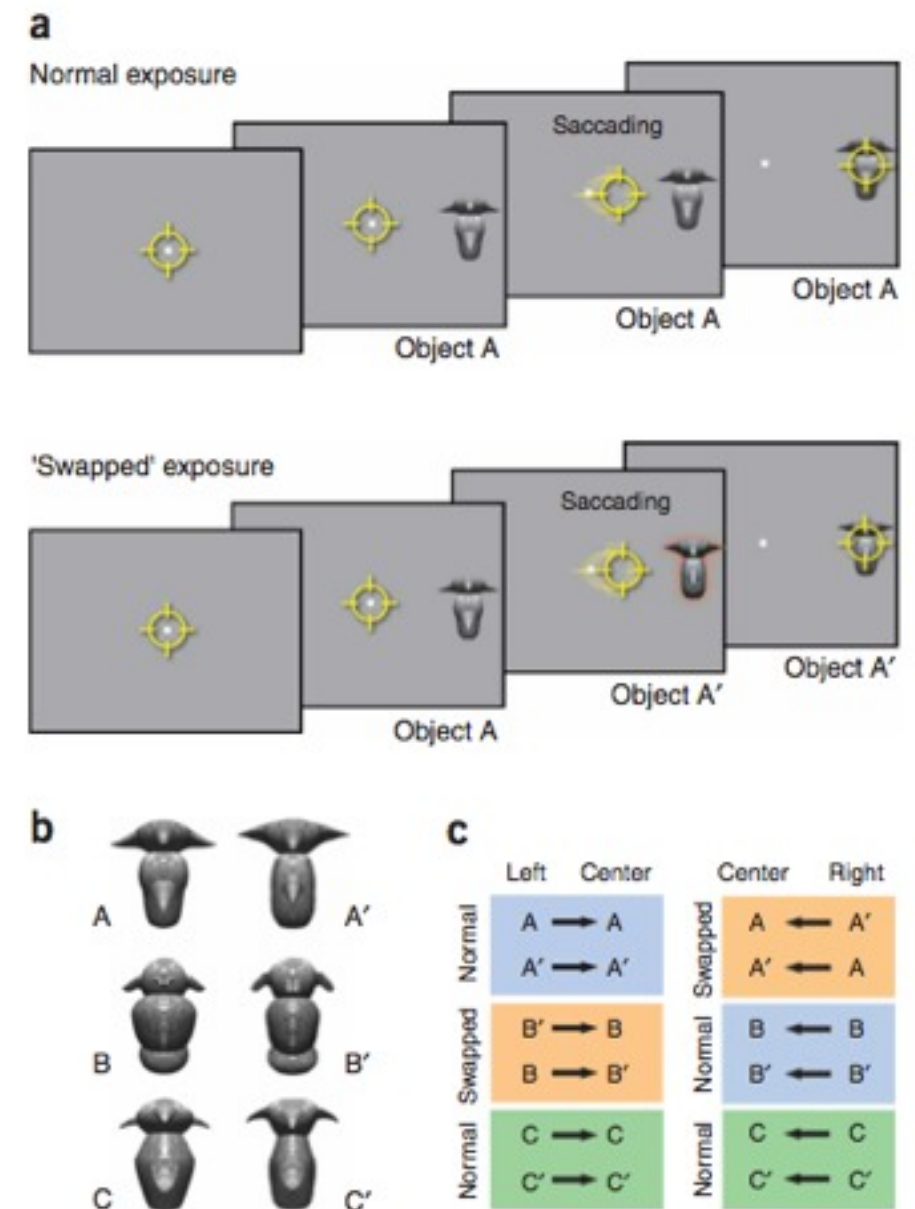 a
Normal exposure
Saccading
Object A
Object A
Object A
'Swapped' exposure
Saccading
Object A
Object A′
Object A′
b
A A′
B B′
C C′
c
Left Center
Normal
A A
A′ A′
Swapped
B′ B
B B′
Normal
C C
C′ C′
Center Right
Swapped
A A′
A′ A
Normal
B B
B′ B′
Normal
C C
C′ C′